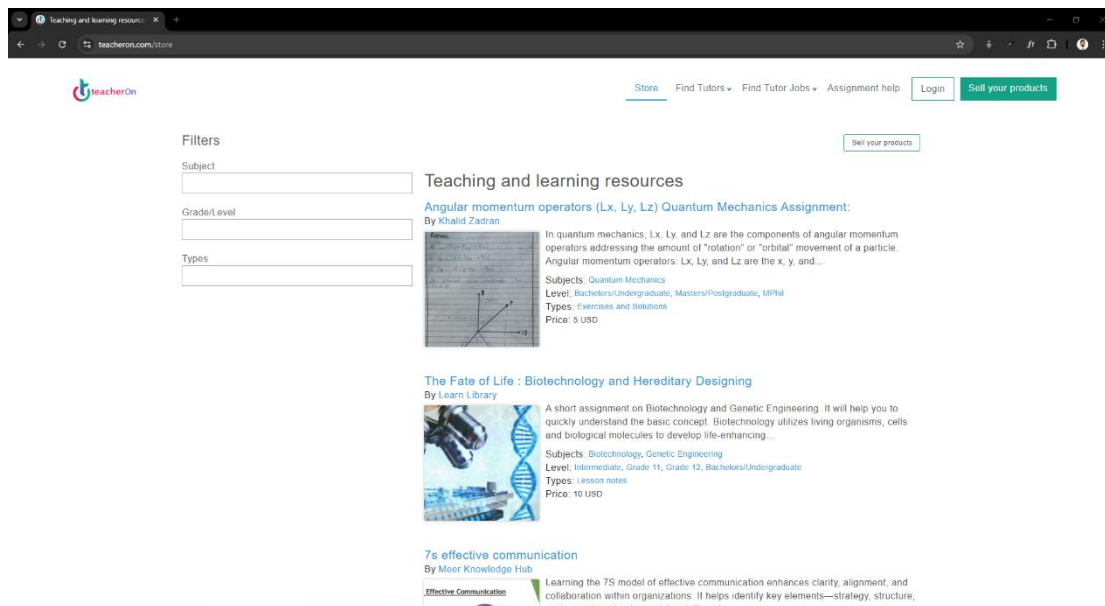 Teaching and learning resource
teacheron.com/store
teacherOn
Store Find Tutors Find Tutor Jobs Assignment help Login Sell your products
Filters
Sell your products
Subject
Grade/Level
Types
Teaching and learning resources
Angular momentum operators (Lx, Ly, Lz) Quantum Mechanics Assignment:
By Khalid Zadran
In quantum mechanics, Lx, Ly, and Lz are the components of angular momentum
operators addressing the amount of "rotation" or "orbital" movement of a particle.
Angular momentum operators: Lx, Ly, and Lz are the x, y, and...
Subjects: Quantum Mechanics
Level: Bachelors/Undergraduate, Masters/Postgraduate, MPhil
Types: Exercises and Solutions
Price: 5 USD
The Fate of Life : Biotechnology and Hereditary Designing
By Learn Library
A short assignment on Biotechnology and Genetic Engineering. It will help you to
quickly understand the basic concept. Biotechnology utilizes living organisms, cells
and biological molecules to develop life-enhancing...
Subjects: Biotechnology, Genetic Engineering
Level: Intermediate, Grade 11, Grade 12, Bachelors/Undergraduate
Types: Lesson notes
Price: 10 USD
7s effective communication
By Meer Knowledge Hub
Effective Communication
Learning the 7S model of effective communication enhances clarity, alignment, and
collaboration within organizations. It helps identify key elements—strategy, structure,